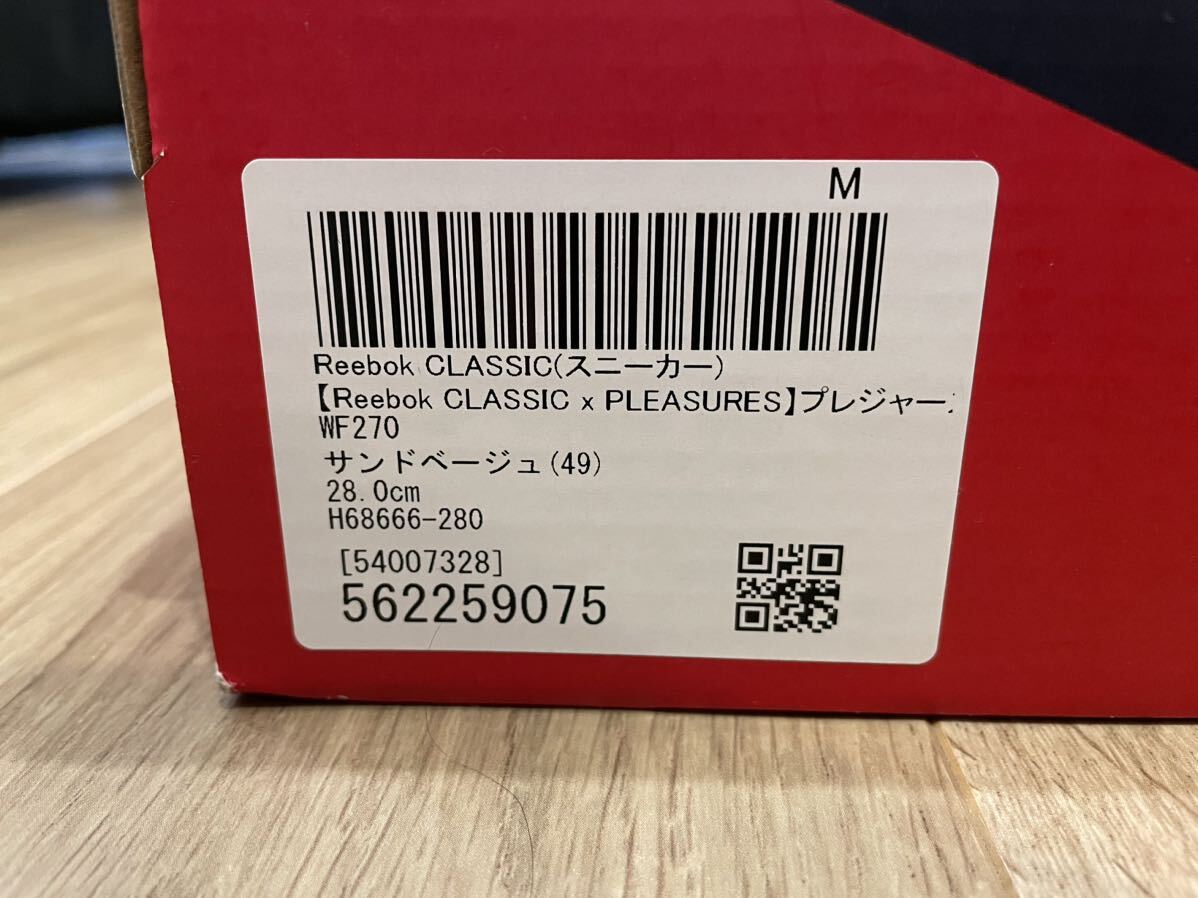 M
Reebok CLASSIC(スニーカー)
【Reebok CLASSIC x PLEASURES】プレジャー
WF270
サンドベージュ(49)
28.0cm
H68666-280
[54007328]
562259075